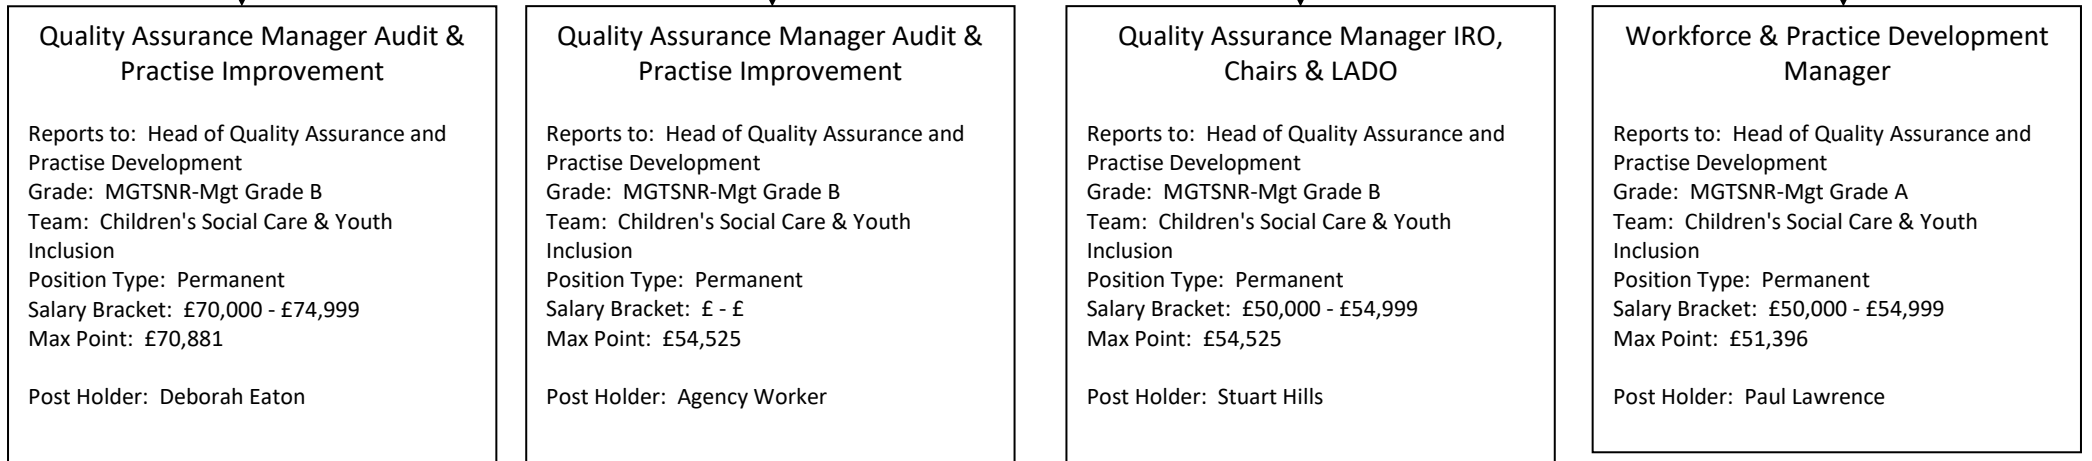 Quality Assurance Manager Audit &
Practise Improvement
Reports to: Head of Quality Assurance and
Practise Development
Grade: MGTSNR-Mgt Grade B
Team: Children's Social Care & Youth
Inclusion
Position Type: Permanent
Salary Bracket: £70,000 - £74,999
Max Point: £70,881
Post Holder: Deborah Eaton
Quality Assurance Manager Audit &
Practise Improvement
Reports to: Head of Quality Assurance and
Practise Development
Grade: MGTSNR-Mgt Grade B
Team: Children's Social Care & Youth
Inclusion
Position Type: Permanent
Salary Bracket: £ - £
Max Point: £54,525
Post Holder: Agency Worker
Quality Assurance Manager IRO,
Chairs & LADO
Reports to: Head of Quality Assurance and
Practise Development
Grade: MGTSNR-Mgt Grade B
Team: Children's Social Care & Youth
Inclusion
Position Type: Permanent
Salary Bracket: £50,000 - £54,999
Max Point: £54,525
Post Holder: Stuart Hills
Workforce & Practice Development
Manager
Reports to: Head of Quality Assurance and
Practise Development
Grade: MGTSNR-Mgt Grade A
Team: Children's Social Care & Youth
Inclusion
Position Type: Permanent
Salary Bracket: £50,000 - £54,999
Max Point: £51,396
Post Holder: Paul Lawrence